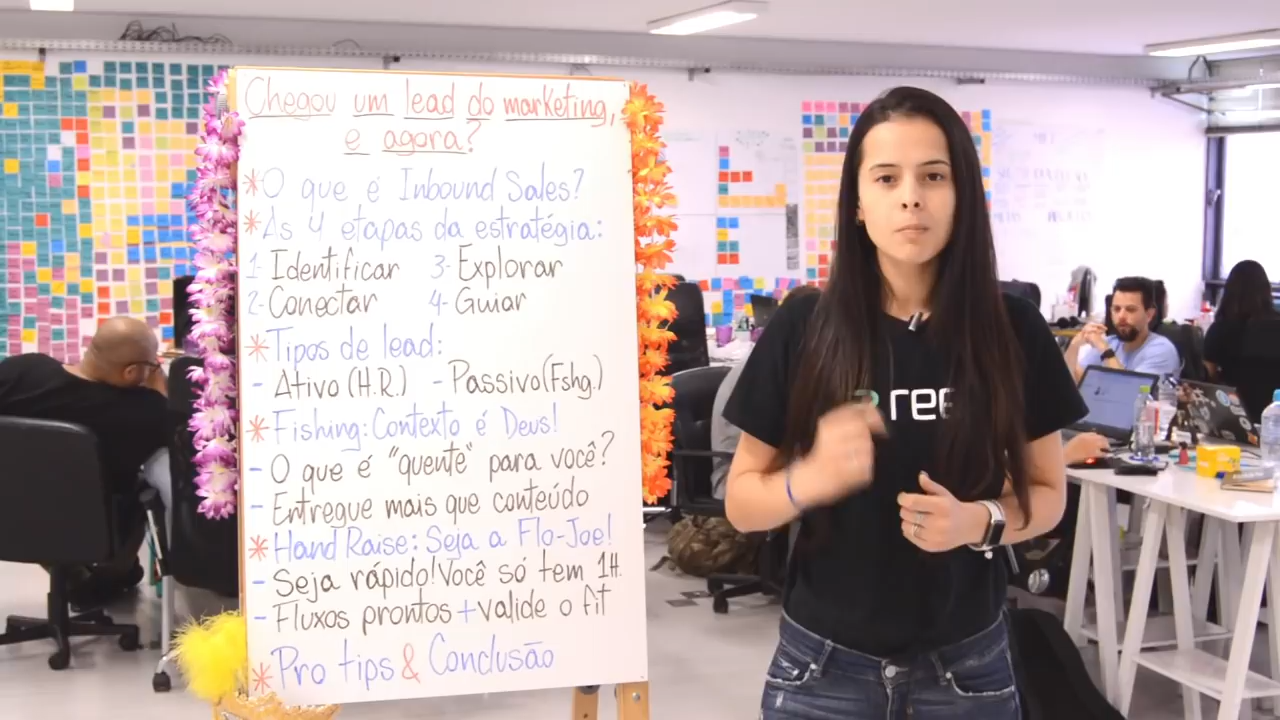 Chegou um lead do marketing,
e agora?
* O que é Inbound Sales?
* As 4 etapas da estratégia:
1- Identificar 3- Explorar
2- Conectar 4- Guiar
* Tipos de lead:
- Ativo (H.R.) - Passivo (Fshg.)
* Fishing: Contexto é Deus!
- O que é "quente" para você?
- Entregue mais que conteúdo
* Hand Raise: Seja a Flo-Joe!
- Seja rápido! Você só tem 1H.
- Fluxos prontos + valide o fit
* Pro tips & Conclusão